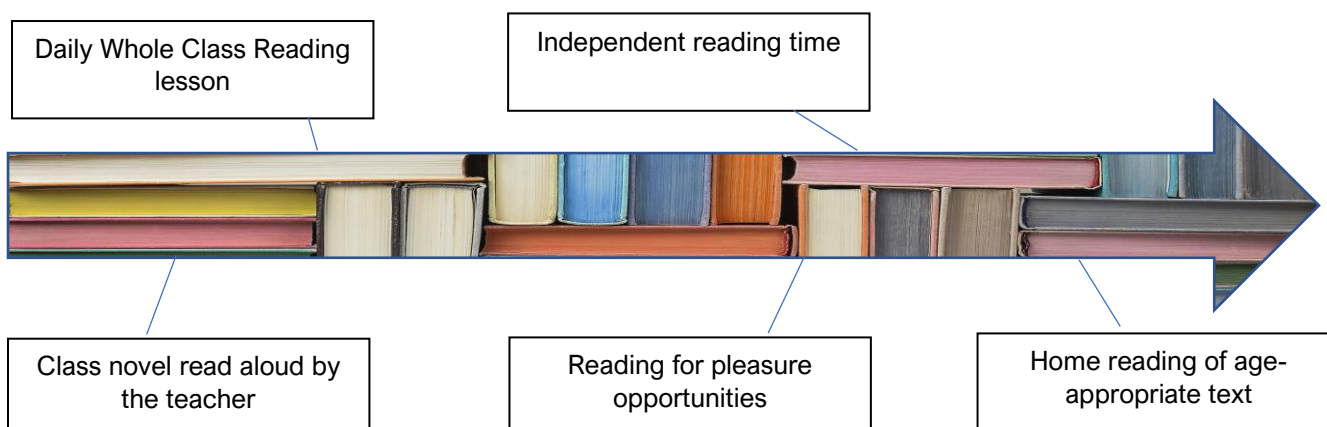 Daily Whole Class Reading
lesson
Independent reading time
Class novel read aloud by
the teacher
Reading for pleasure
opportunities
Home reading of age-
appropriate text